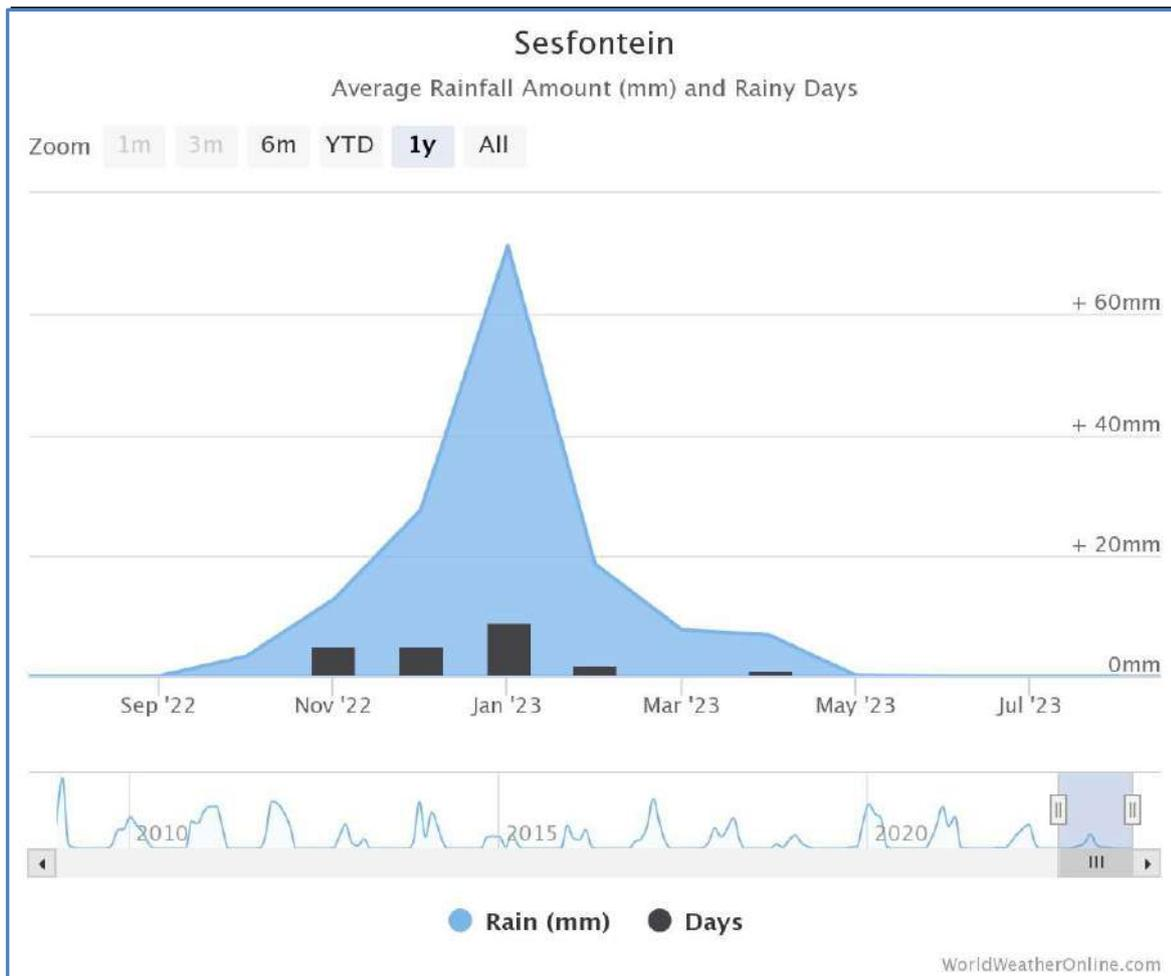 Sesfontein
Average Rainfall Amount (mm) and Rainy Days
Zoom 1m 3m 6m YTD 1y All
+ 60mm
+ 40mm
+ 20mm
0mm
Sep '22 Nov '22 Jan '23 Mar '23 May '23 Jul '23
2010 2015 2020
Rain (mm) Days
WorldWeatherOnline.com